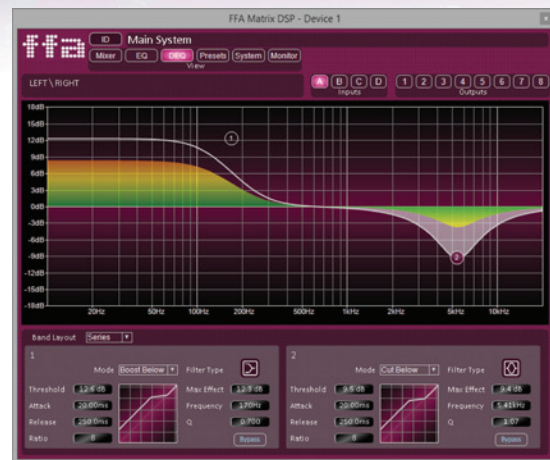 FFA Matrix DSP - Device 1
ffa
ID Main System
Mixer EQ DEQ Presets System Monitor
View
LEFT \ RIGHT
A B C D
Inputs
1 2 3 4 5 6 7 8
Outputs
18dB
15dB
12dB
9dB
6dB
3dB
0dB
-3dB
-6dB
-9dB
-12dB
-15dB
-18dB
1
2
20Hz 50Hz 100Hz 200Hz 500Hz 1kHz 2kHz 5kHz 10kHz
Band Layout Series
1
Mode Boost Below Filter Type
Threshold 12.6 dB Max Effect 12.3 dB
Attack 20.00ms Frequency 170Hz
Release 250.0ms Q 0.700
Ratio 8 Bypass
2
Mode Cut Below Filter Type
Threshold 9.5 dB Max Effect 9.4 dB
Attack 20.00ms Frequency 5.41kHz
Release 250.0ms Q 1.07
Ratio 8 Bypass